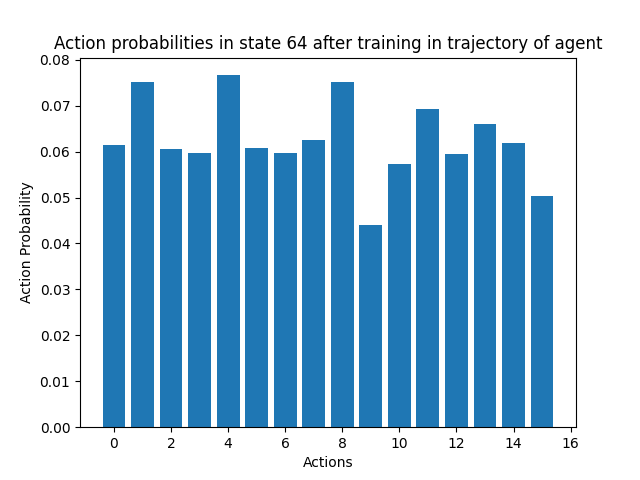 Action probabilities in state 64 after training in trajectory of agent
0.08
0.07
0.06
0.05
0.04
0.03
0.02
0.01
0.00
Action Probability
0 2 4 6 8 10 12 14 16
Actions